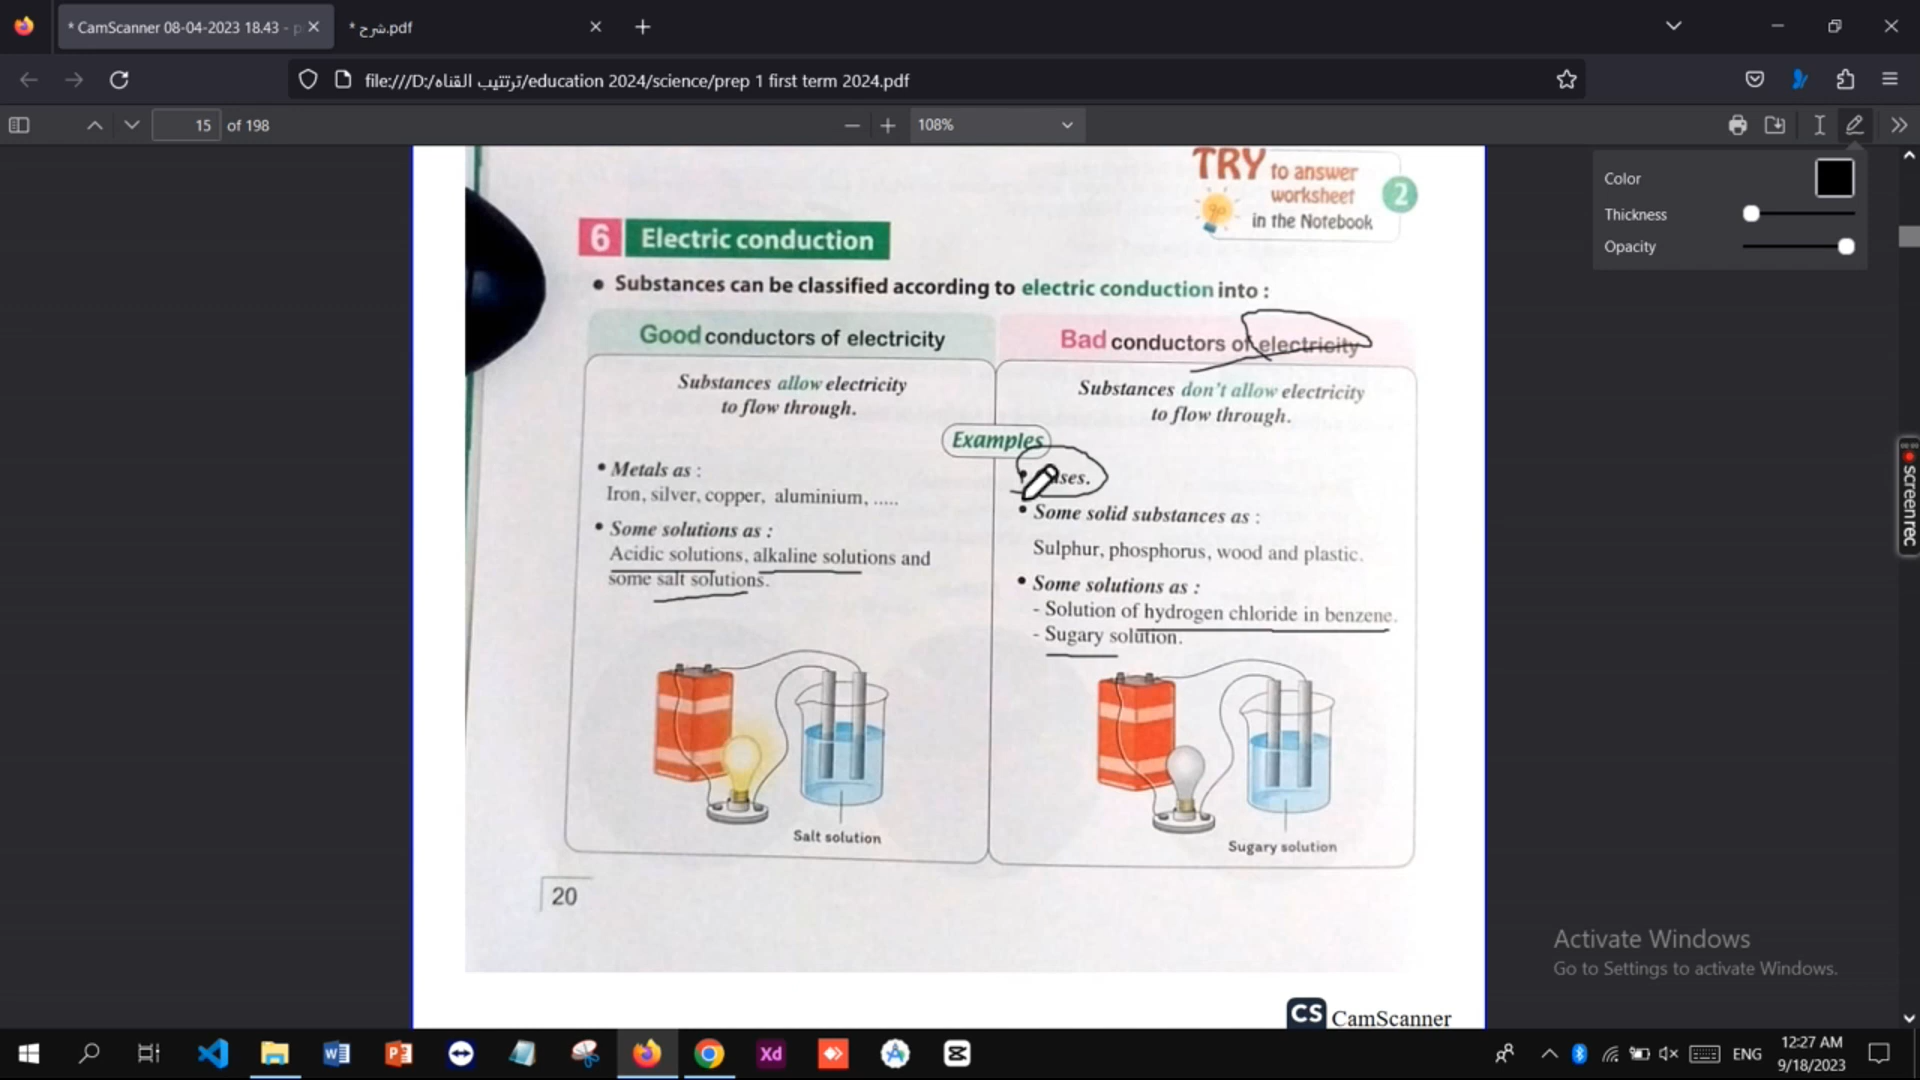 * CamScanner 08-04-2023 18.43 - p
* شرح.pdf
file:///D:/ترتتيب القناه/education 2024/science/prep 1 first term 2024.pdf
15 of 198
108%
Color
Thickness
Opacity
TRY to answer
worksheet
in the Notebook
2
6 Electric conduction
• Substances can be classified according to electric conduction into :
Good conductors of electricity
Bad conductors of electricity
Substances allow electricity
to flow through.
Substances don't allow electricity
to flow through.
Examples
• Metals as :
Iron, silver, copper, aluminium, .....
• Some solutions as :
Acidic solutions, alkaline solutions and
some salt solutions.
• Some solid substances as :
Sulphur, phosphorus, wood and plastic.
• Some solutions as :
- Solution of hydrogen chloride in benzene.
- Sugary solution.
Salt solution
Sugary solution
20
CS CamScanner
Activate Windows
Go to Settings to activate Windows.
screenrec
Xd
ENG
12:27 AM
9/18/2023